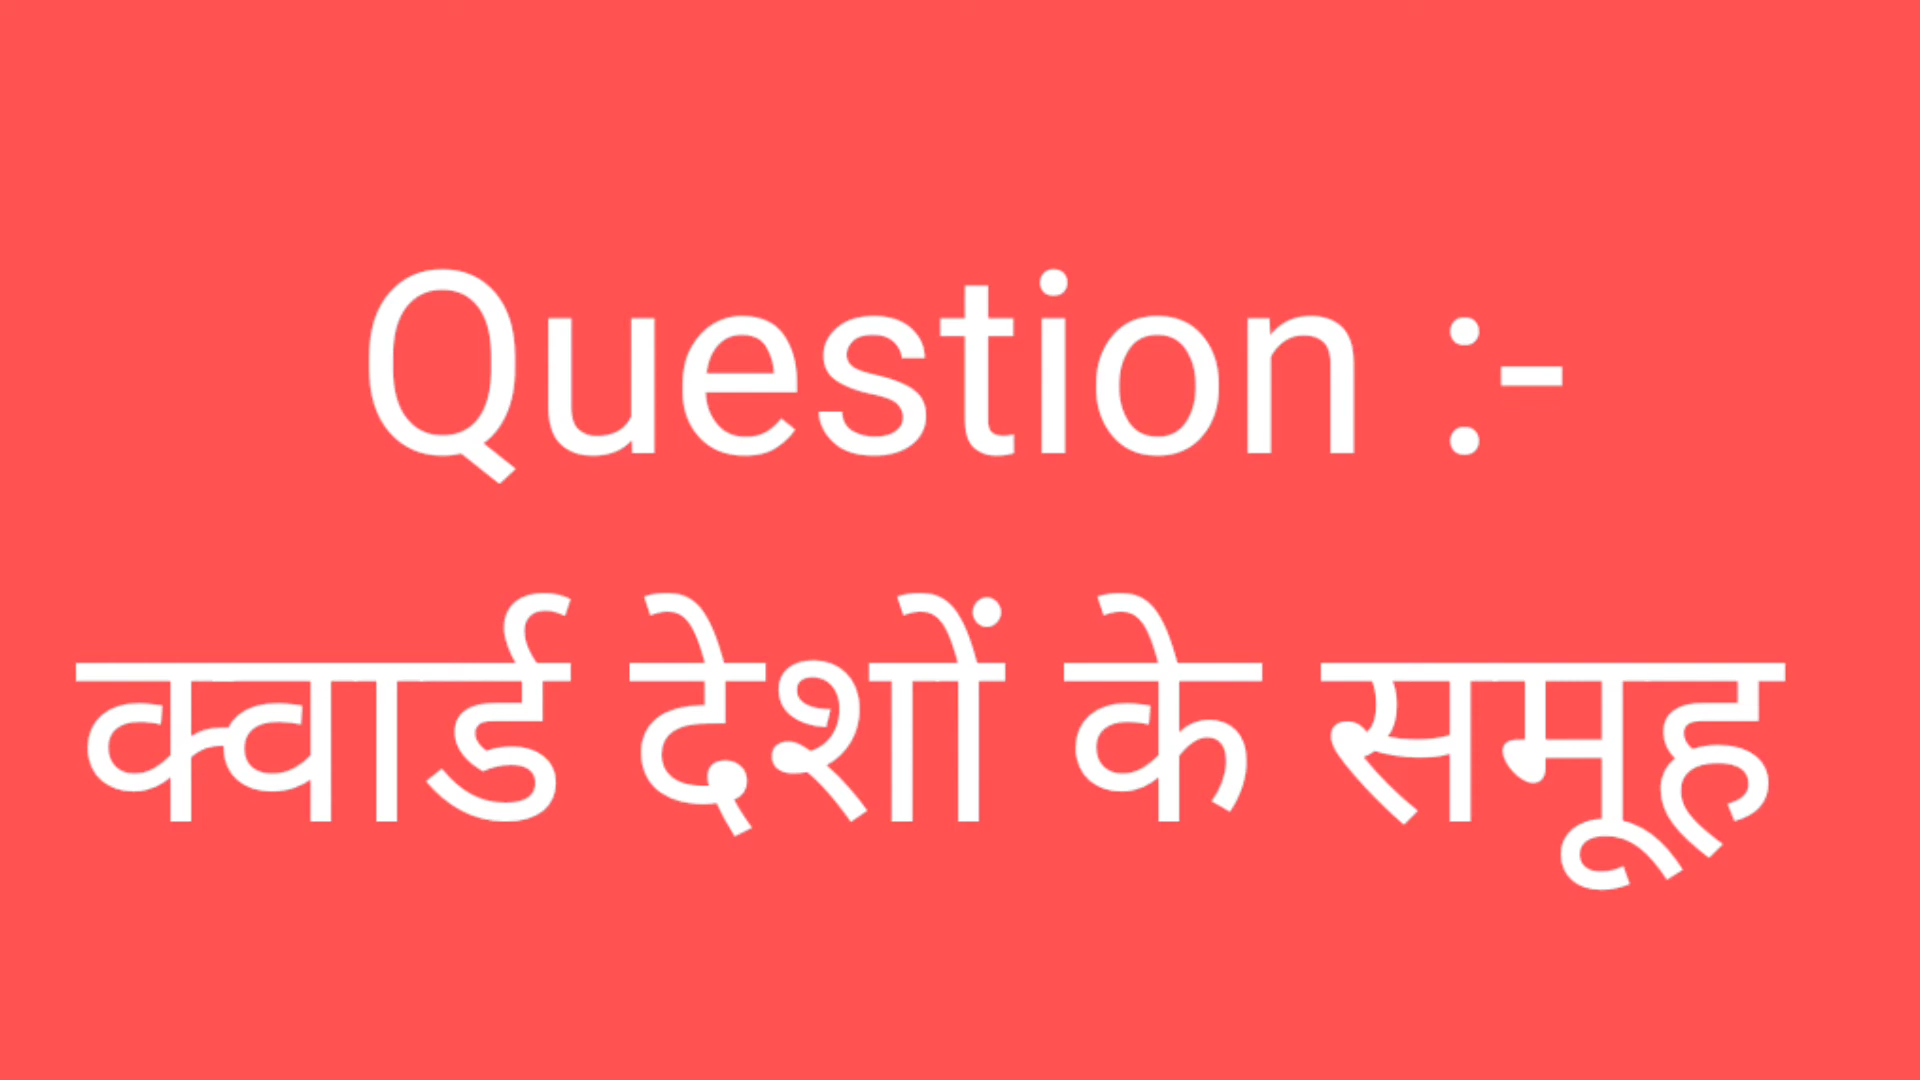 Question :-
क्वार्ड देशों के समूह